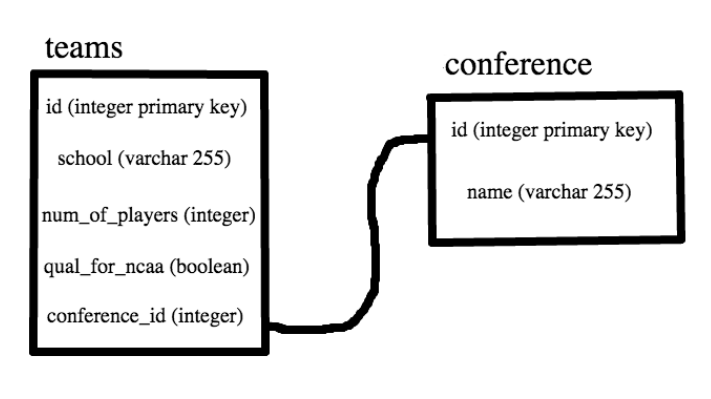 teams
id (integer primary key)
school (varchar 255)
num_of_players (integer)
qual_for_ncaa (boolean)
conference_id (integer)
conference
id (integer primary key)
name (varchar 255)